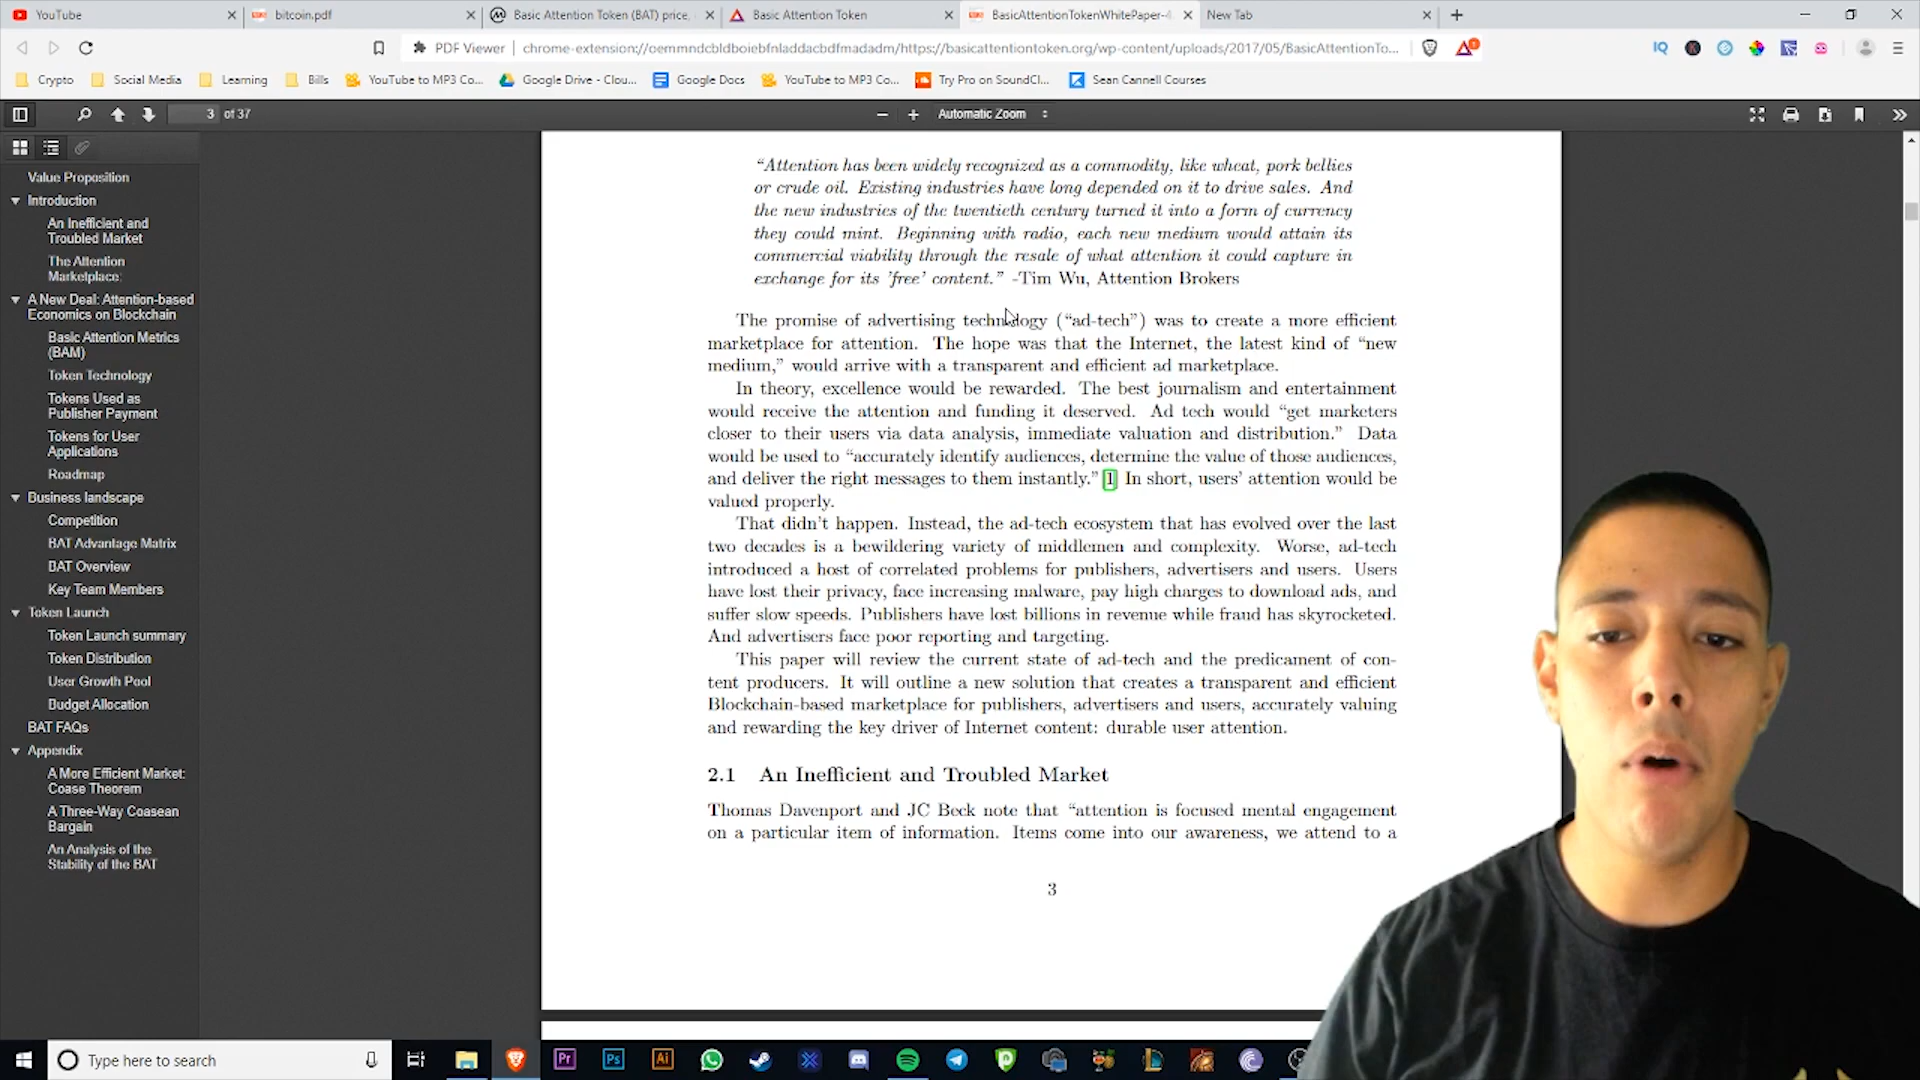 YouTube
bitcoin.pdf
Basic Attention Token (BAT) price,
Basic Attention Token
BasicAttentionTokenWhitePaper-4
New Tab
PDF Viewer
chrome-extension://oemmndcbldboiebfnladdacbdfmadadm/https://basicattentiontoken.org/wp-content/uploads/2017/05/BasicAttentionTo...
IQ
Crypto
Social Media
Learning
Bills
YouTube to MP3 Co...
Google Drive - Clou...
Google Docs
YouTube to MP3 Co...
Try Pro on SoundCl...
Sean Cannell Courses
3 of 37
Automatic Zoom
Value Proposition
Introduction
An Inefficient and
Troubled Market
The Attention
Marketplace:
A New Deal: Attention-based
Economics on Blockchain
Basic Attention Metrics
(BAM)
Token Technology
Tokens Used as
Publisher Payment
Tokens for User
Applications
Roadmap
Business landscape
Competition
BAT Advantage Matrix
BAT Overview
Key Team Members
Token Launch
Token Launch summary
Token Distribution
User Growth Pool
Budget Allocation
BAT FAQs
Appendix
A More Efficient Market:
Coase Theorem
A Three-Way Coasean
Bargain
An Analysis of the
Stability of the BAT
“Attention has been widely recognized as a commodity, like wheat, pork bellies
or crude oil. Existing industries have long depended on it to drive sales. And
the new industries of the twentieth century turned it into a form of currency
they could mint. Beginning with radio, each new medium would attain its
commercial viability through the resale of what attention it could capture in
exchange for its ’free’ content.” -Tim Wu, Attention Brokers
The promise of advertising technology (“ad-tech”) was to create a more efficient
marketplace for attention. The hope was that the Internet, the latest kind of “new
medium,” would arrive with a transparent and efficient ad marketplace.
In theory, excellence would be rewarded. The best journalism and entertainment
would receive the attention and funding it deserved. Ad tech would “get marketers
closer to their users via data analysis, immediate valuation and distribution.” Data
would be used to “accurately identify audiences, determine the value of those audiences,
and deliver the right messages to them instantly.” [1] In short, users’ attention would be
valued properly.
That didn’t happen. Instead, the ad-tech ecosystem that has evolved over the last
two decades is a bewildering variety of middlemen and complexity. Worse, ad-tech
introduced a host of correlated problems for publishers, advertisers and users. Users
have lost their privacy, face increasing malware, pay high charges to download ads, and
suffer slow speeds. Publishers have lost billions in revenue while fraud has skyrocketed.
And advertisers face poor reporting and targeting.
This paper will review the current state of ad-tech and the predicament of con-
tent producers. It will outline a new solution that creates a transparent and efficient
Blockchain-based marketplace for publishers, advertisers and users, accurately valuing
and rewarding the key driver of Internet content: durable user attention.
2.1 An Inefficient and Troubled Market
Thomas Davenport and JC Beck note that “attention is focused mental engagement
on a particular item of information. Items come into our awareness, we attend to a
3
Type here to search
Pr
Ps
Ai